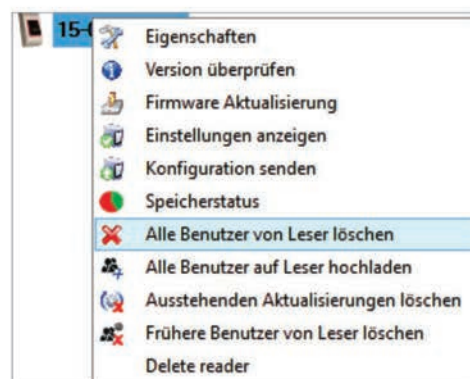 15-
Eigenschaften
Version überprüfen
Firmware Aktualisierung
Einstellungen anzeigen
Konfiguration senden
Speicherstatus
Alle Benutzer von Leser löschen
Alle Benutzer auf Leser hochladen
Ausstehenden Aktualisierungen löschen
Frühere Benutzer von Leser löschen
Delete reader